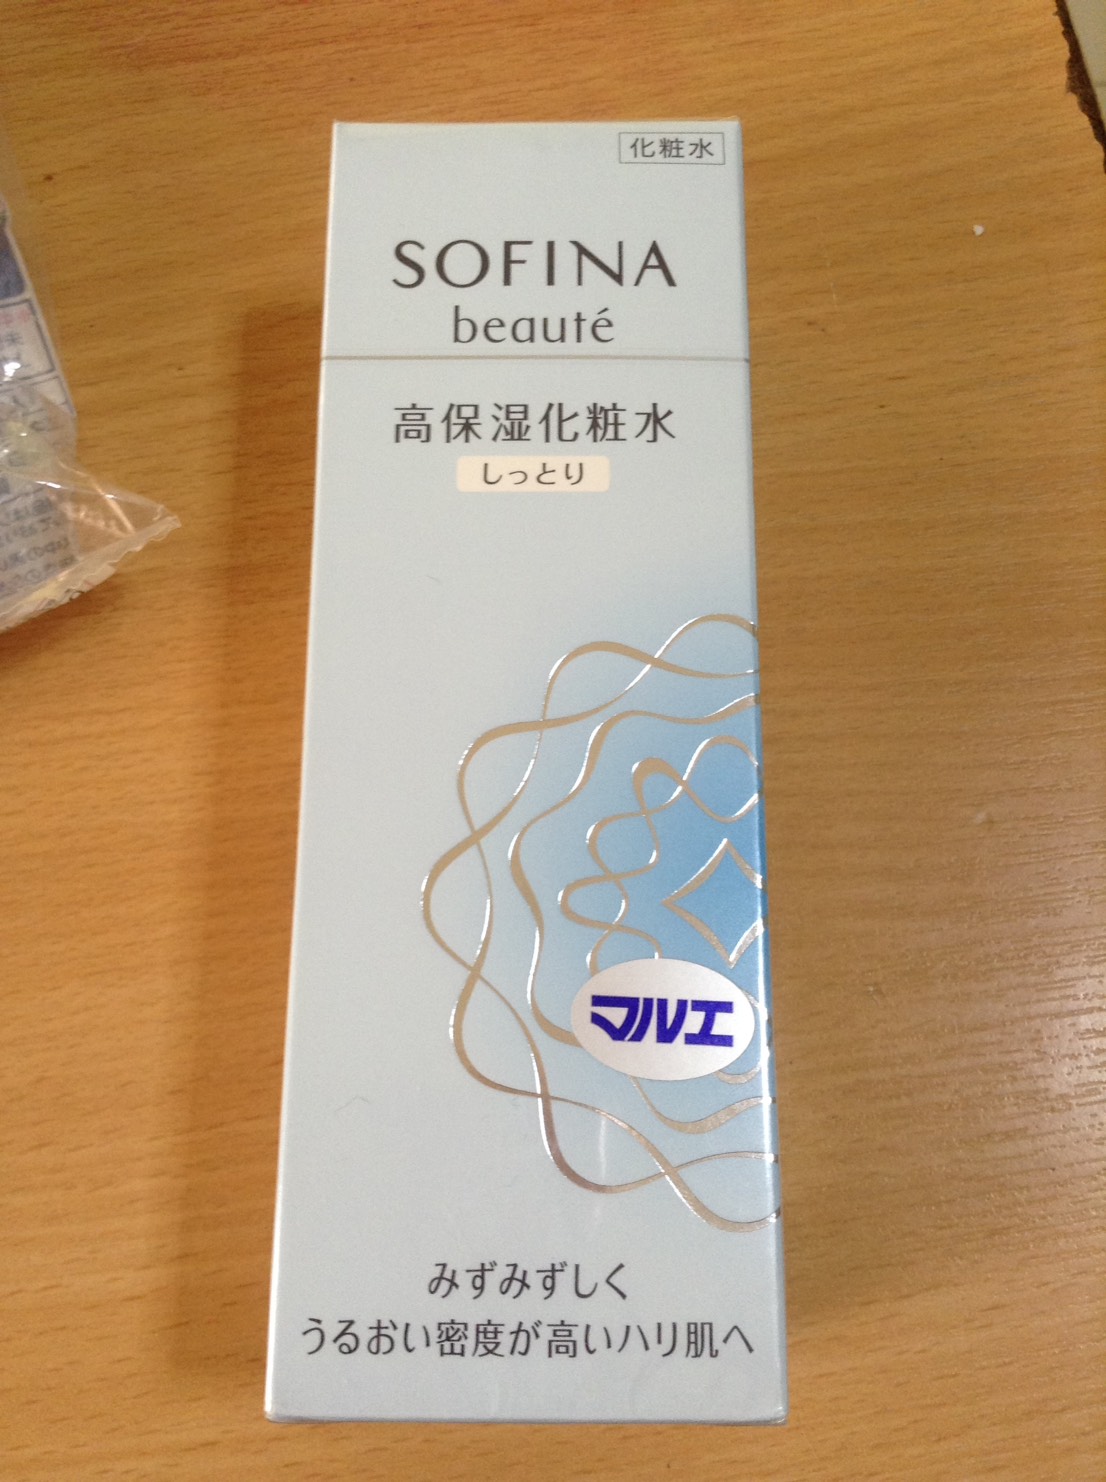 化粧水
SOFINA
beauté
高保湿化粧水
しっとり
マルエ
みずみずしく
うるおい密度が高いハリ肌へ